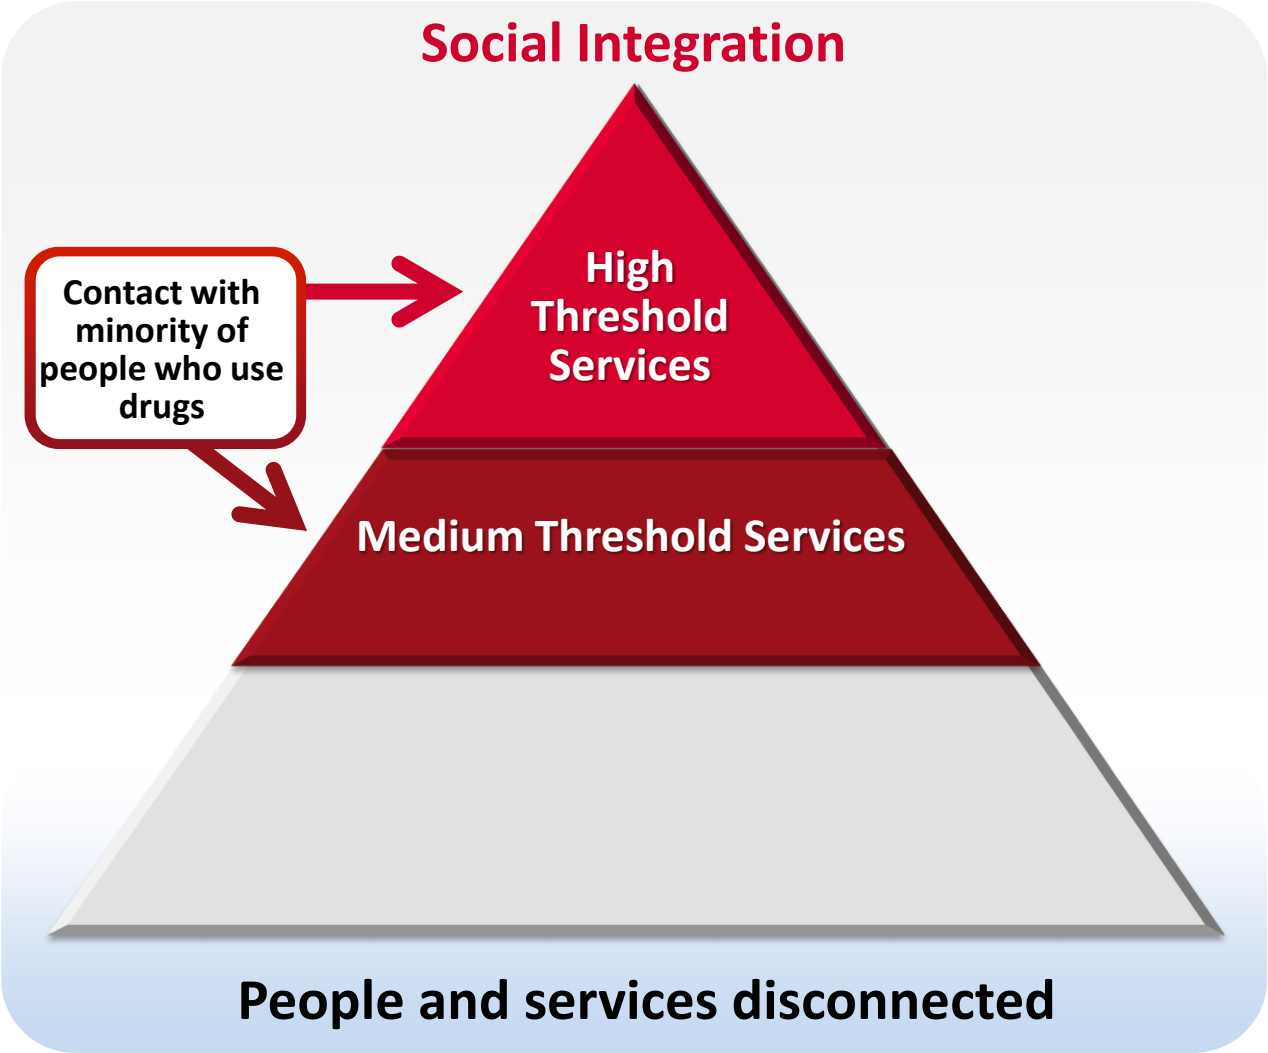 Social Integration
High
Threshold
Services
Contact with
minority of
people who use
drugs
Medium Threshold Services
People and services disconnected